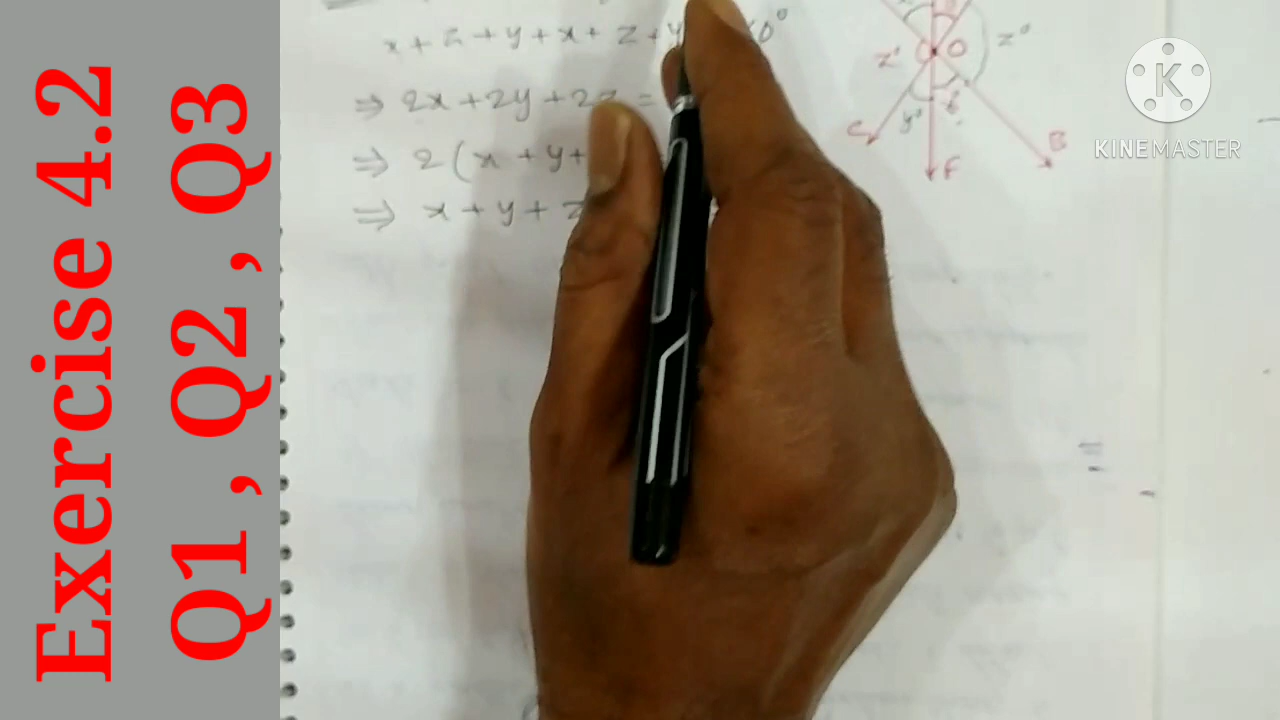 Exercise 4.2
Q1 , Q2 , Q3
x + z + y + x + z + y
⇒ 2x + 2y + 2z =
⇒ 2 ( x + y +
⇒ x + y + z
z°
O
z°
y°
C
B
F
K
KINEMASTER